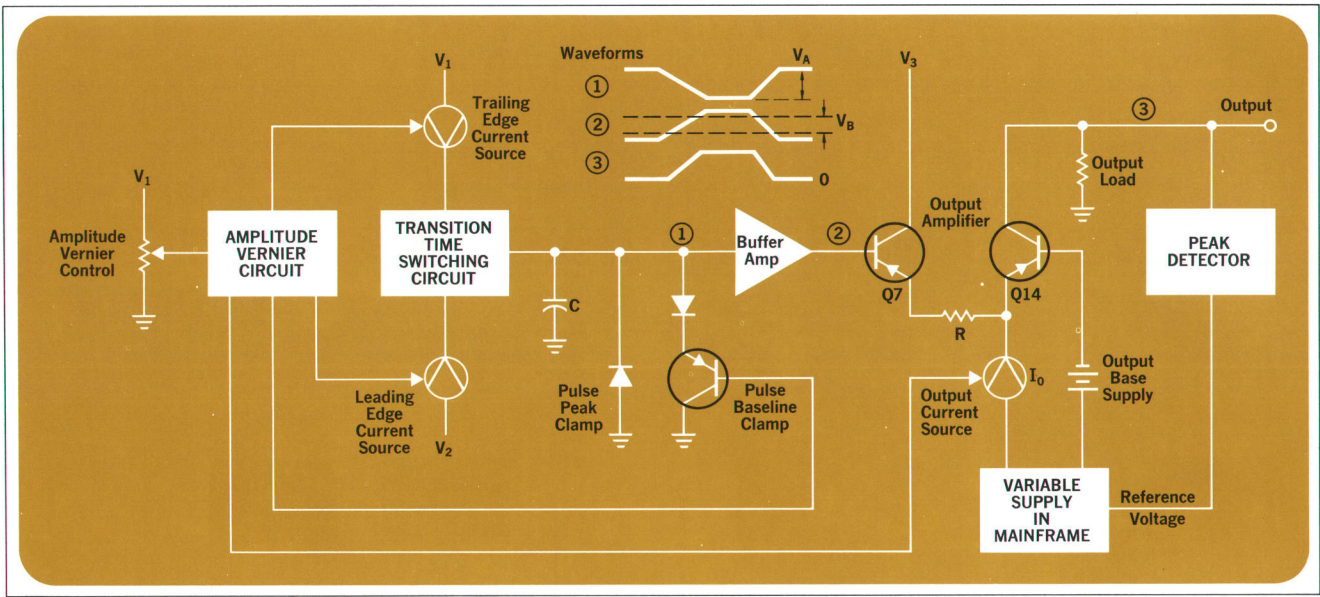 Waveforms
V₁
V_A
V₃
①
②
③
V_B
0
③
Output
Trailing
Edge
Current
Source
V₁
Amplitude
Vernier
Control
AMPLITUDE
VERNIER
CIRCUIT
TRANSITION
TIME
SWITCHING
CIRCUIT
①
Buffer
Amp
②
Output
Amplifier
Output
Load
PEAK
DETECTOR
C
Q7
Q14
R
Leading
Edge
Current
Source
V₂
Pulse
Peak
Clamp
Pulse
Baseline
Clamp
Output
Current
Source
I₀
Output
Base
Supply
VARIABLE
SUPPLY
IN
MAINFRAME
Reference
Voltage